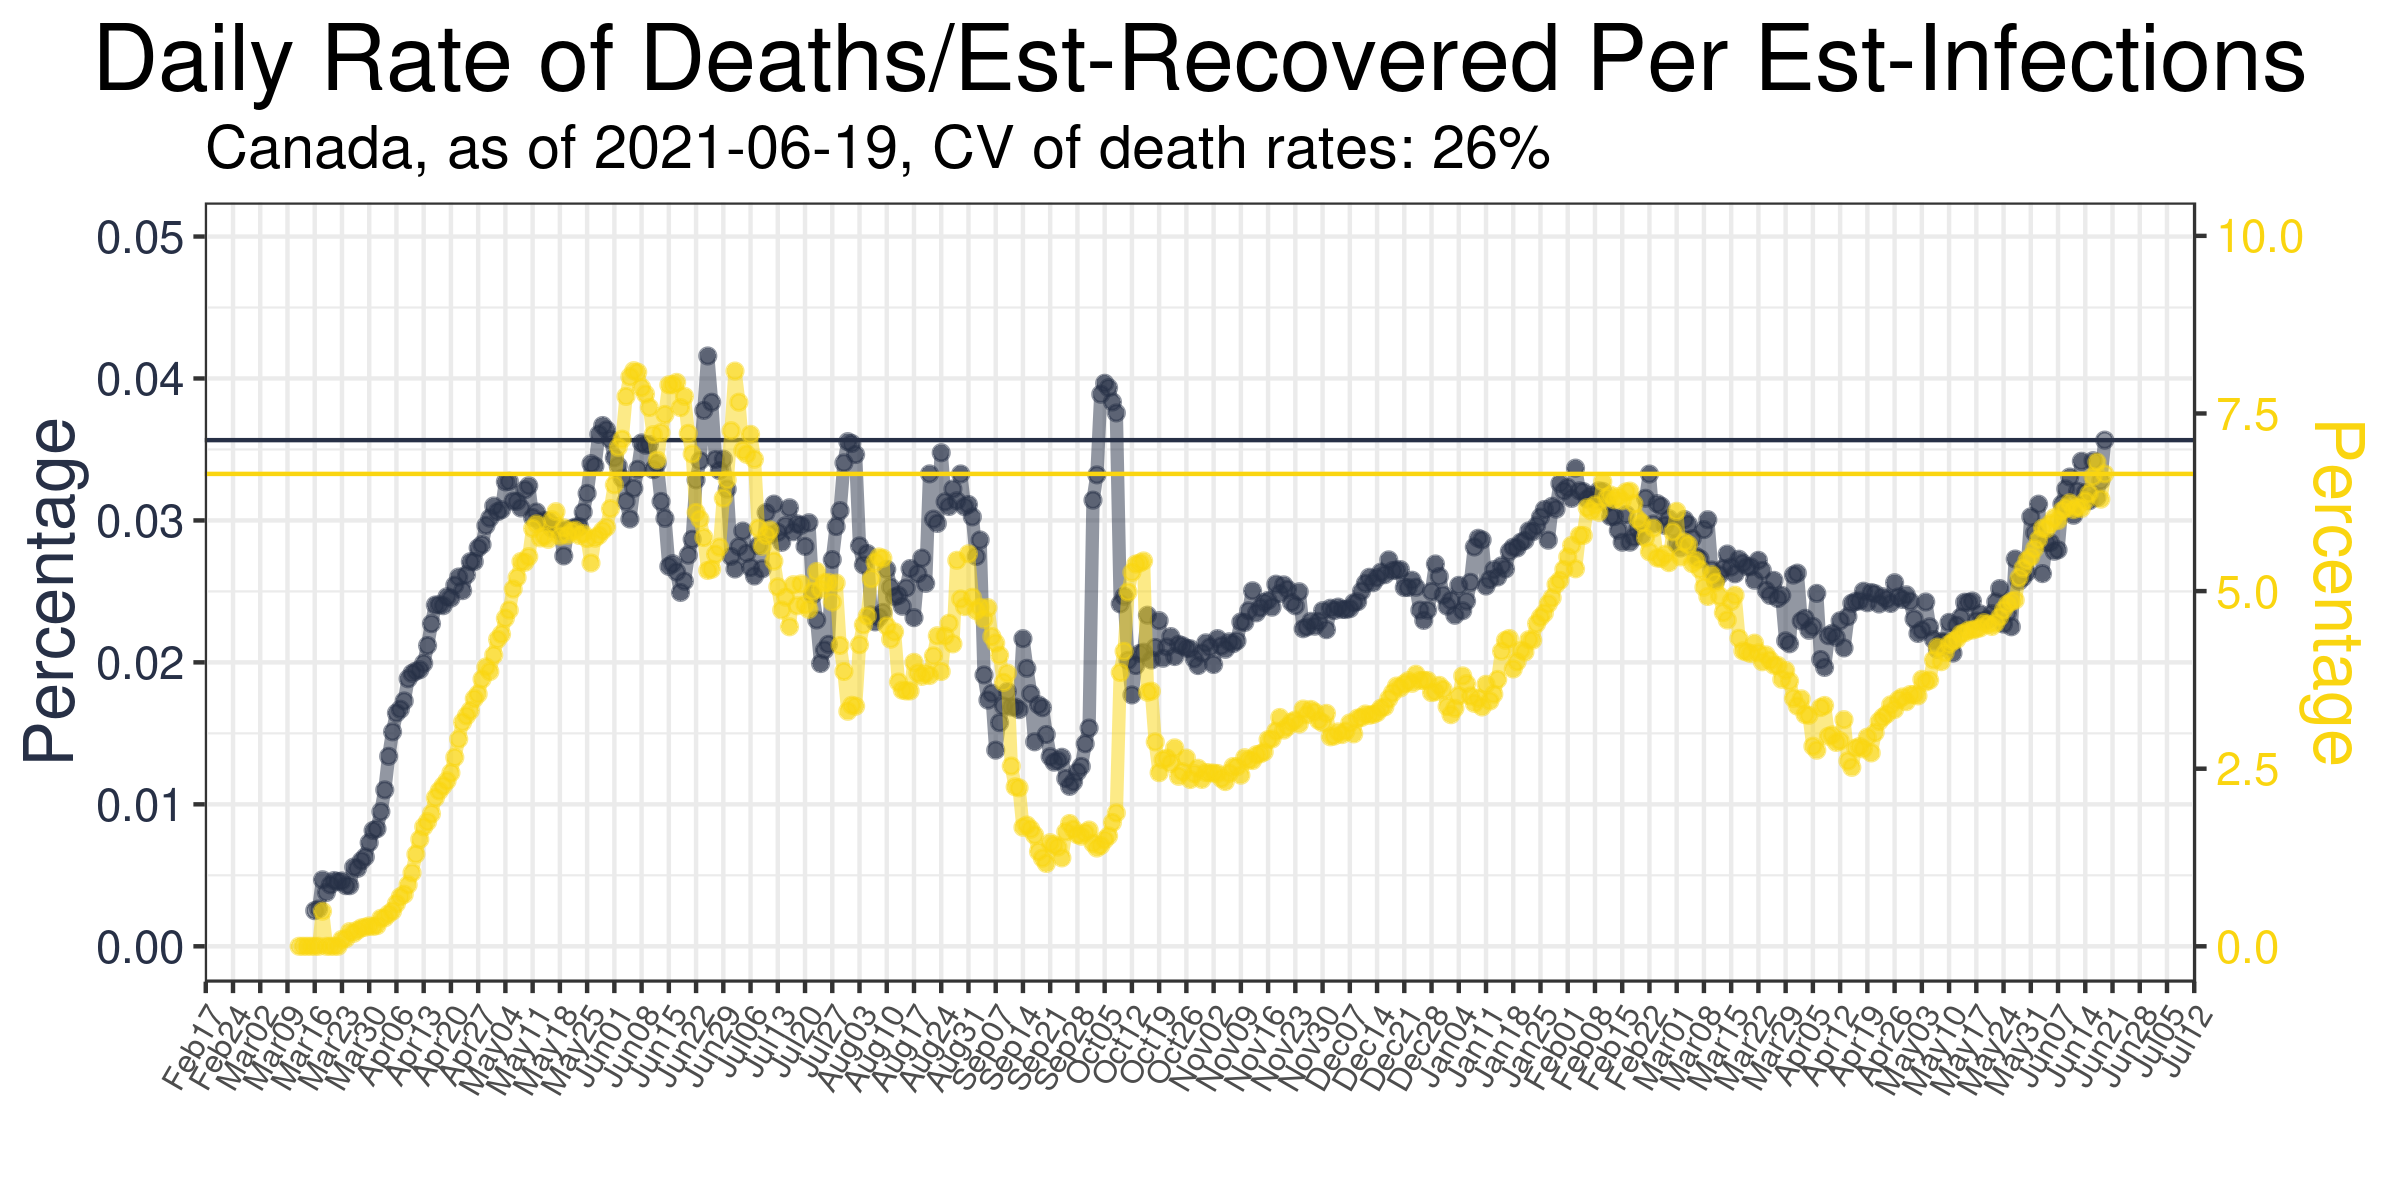 Daily Rate of Deaths/Est-Recovered Per Est-Infections
Canada, as of 2021-06-19, CV of death rates: 26%
Percentage
0.05
0.04
0.03
0.02
0.01
0.00
10.0
7.5
5.0
2.5
0.0
Percentage
Feb17
Feb24
Mar02
Mar09
Mar16
Mar23
Mar30
Apr06
Apr13
Apr20
Apr27
May04
May11
May18
May25
Jun01
Jun08
Jun15
Jun22
Jun29
Jul06
Jul13
Jul20
Jul27
Aug03
Aug10
Aug17
Aug24
Aug31
Sep07
Sep14
Sep21
Sep28
Oct05
Oct12
Oct19
Oct26
Nov02
Nov09
Nov16
Nov23
Nov30
Dec07
Dec14
Dec21
Dec28
Jan04
Jan11
Jan18
Jan25
Feb01
Feb08
Feb15
Feb22
Mar01
Mar08
Mar15
Mar22
Mar29
Apr05
Apr12
Apr19
Apr26
May03
May10
May17
May24
May31
Jun07
Jun14
Jun21
Jun28
Jul05
Jul12